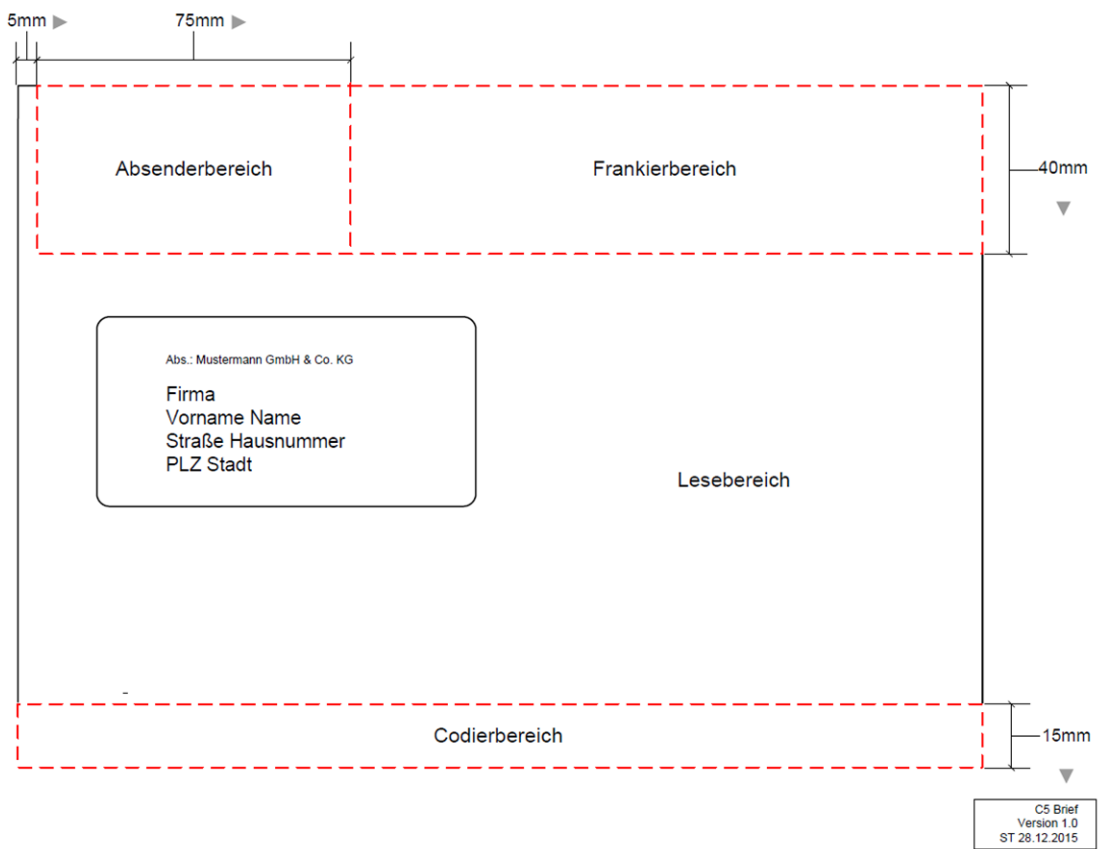 5mm
75mm
Absenderbereich
Frankierbereich
40mm
Abs.: Mustermann GmbH & Co. KG
Firma
Vorname Name
Straße Hausnummer
PLZ Stadt
Lesebereich
Codierbereich
15mm
C5 Brief
Version 1.0
ST 28.12.2015